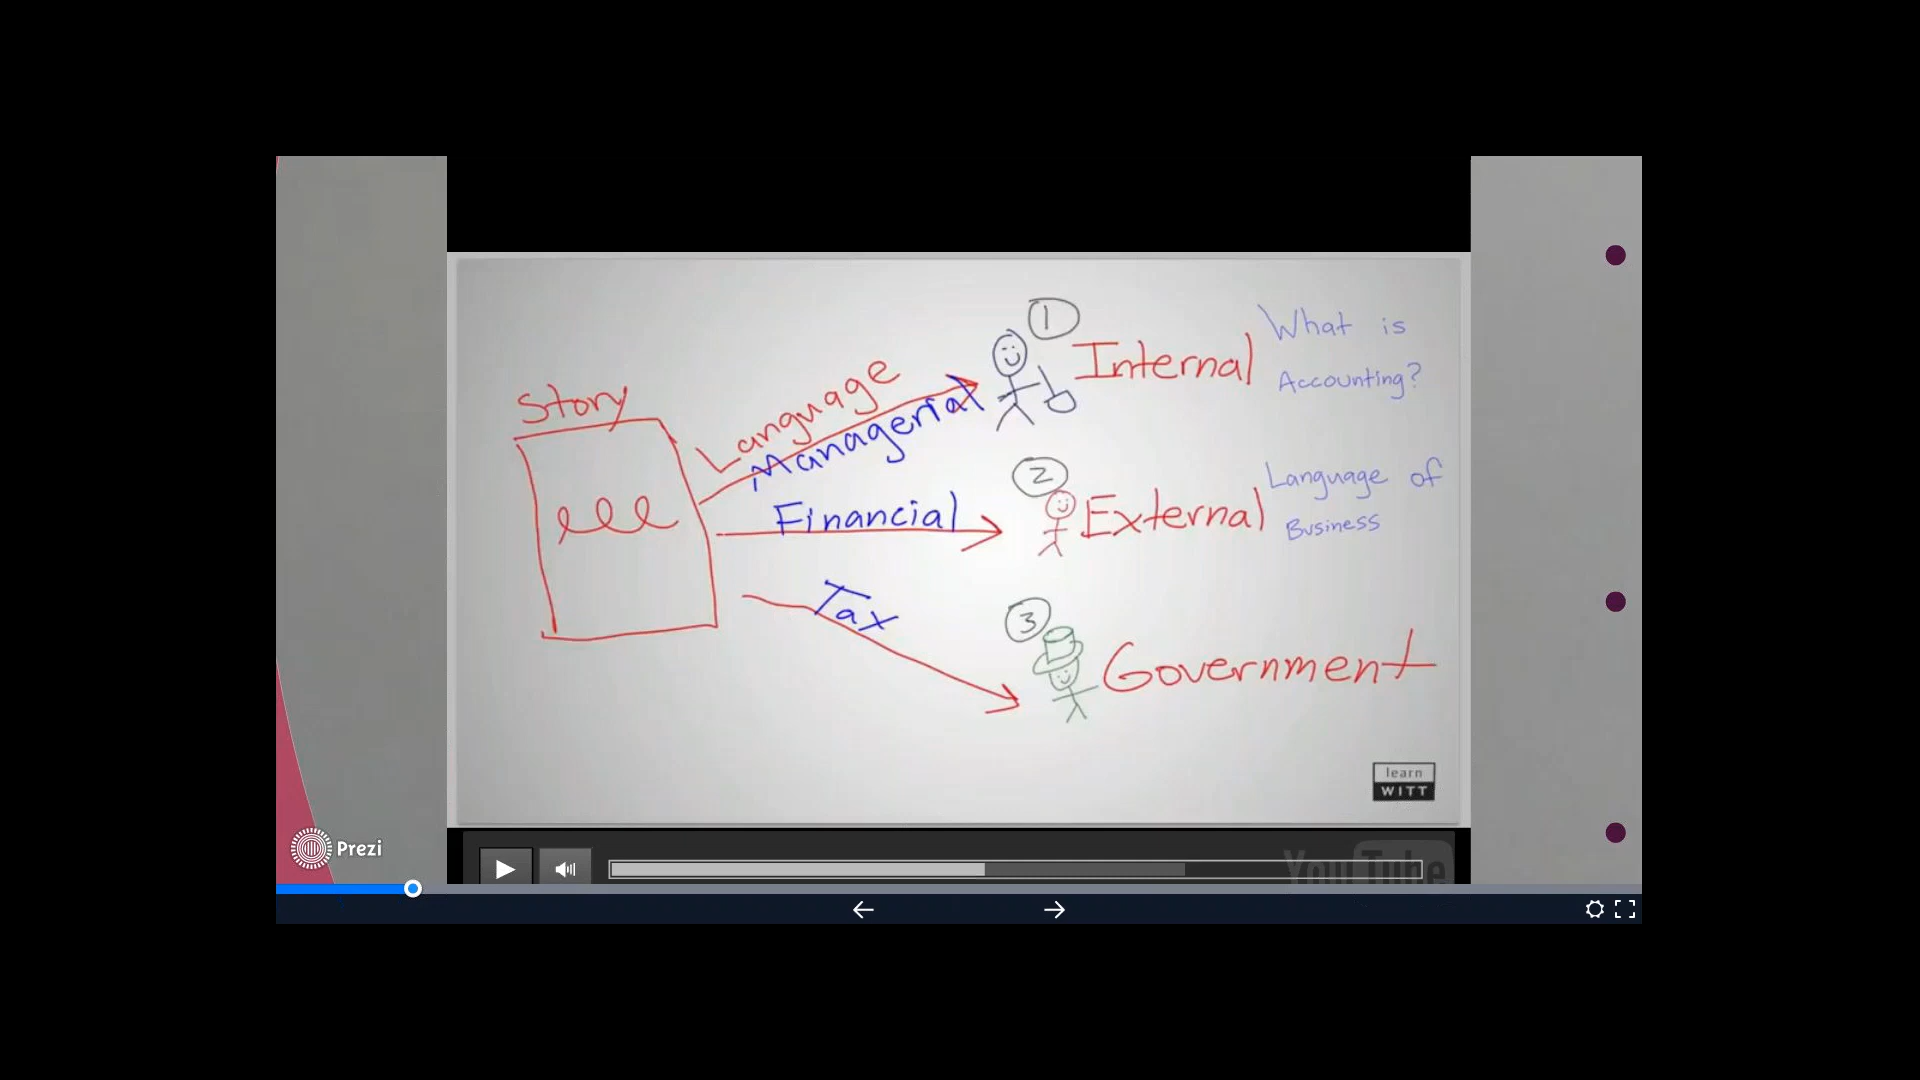 Story
Language
Managerial
Financial
Tax
1
Internal
2
External
3
Government
What is
Accounting?
Language of
Business
learn
WITT
Prezi
YouTube